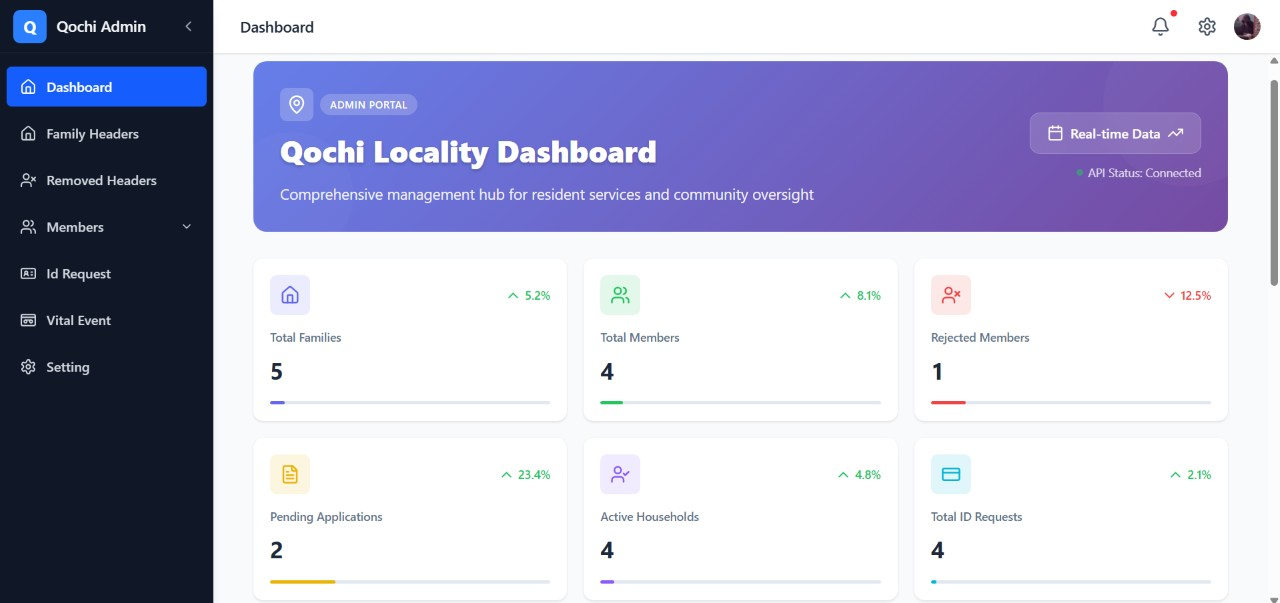 Q Qochi Admin
Dashboard
Family Headers
Removed Headers
Members
Id Request
Vital Event
Setting
Dashboard
ADMIN PORTAL
Qochi Locality Dashboard
Comprehensive management hub for resident services and community oversight
Real-time Data
API Status: Connected
5.2%
Total Families
5
8.1%
Total Members
4
12.5%
Rejected Members
1
23.4%
Pending Applications
2
4.8%
Active Households
4
2.1%
Total ID Requests
4